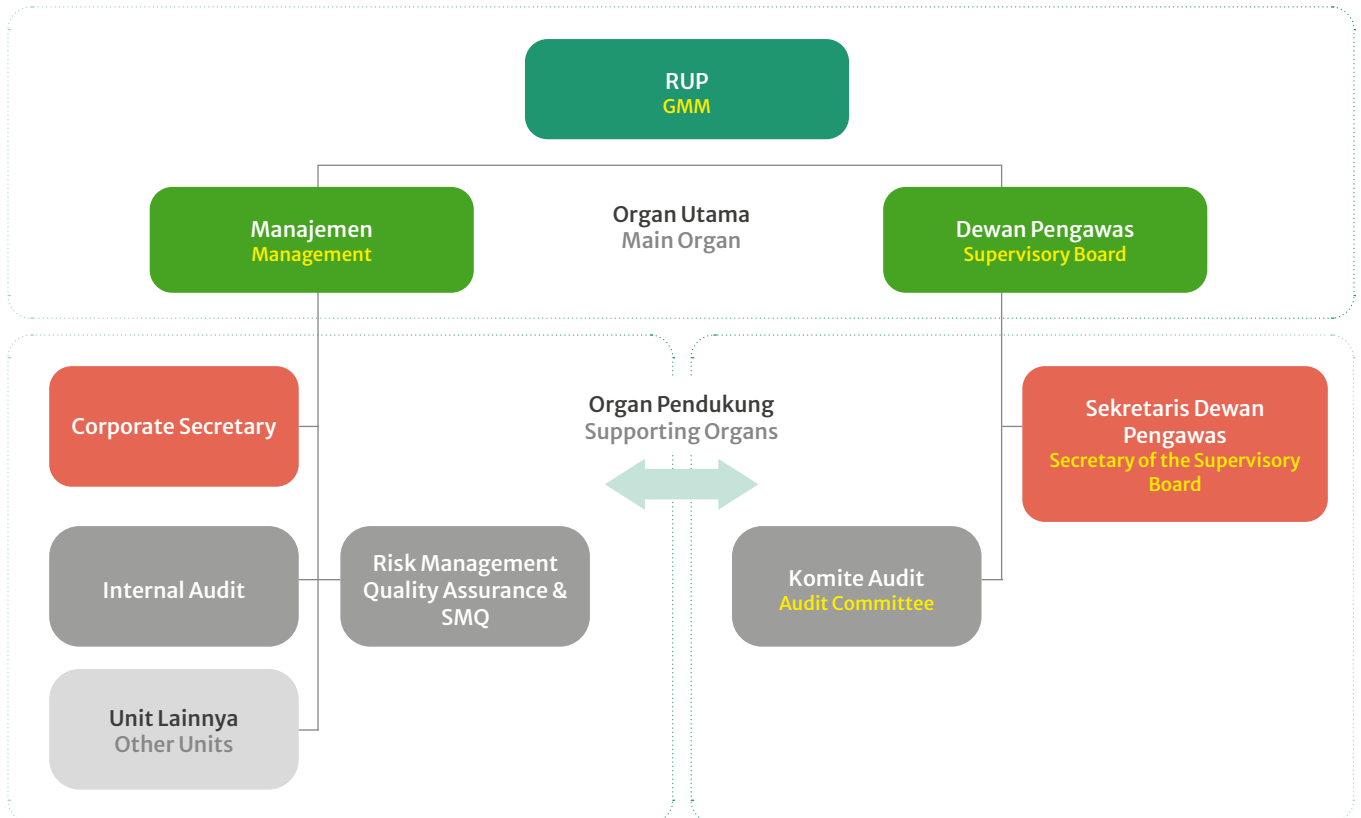 RUP
GMM
Manajemen
Management
Organ Utama
Main Organ
Dewan Pengawas
Supervisory Board
Corporate Secretary
Organ Pendukung
Supporting Organs
Sekretaris Dewan
Pengawas
Secretary of the Supervisory
Board
Internal Audit
Risk Management
Quality Assurance &
SMQ
Komite Audit
Audit Committee
Unit Lainnya
Other Units